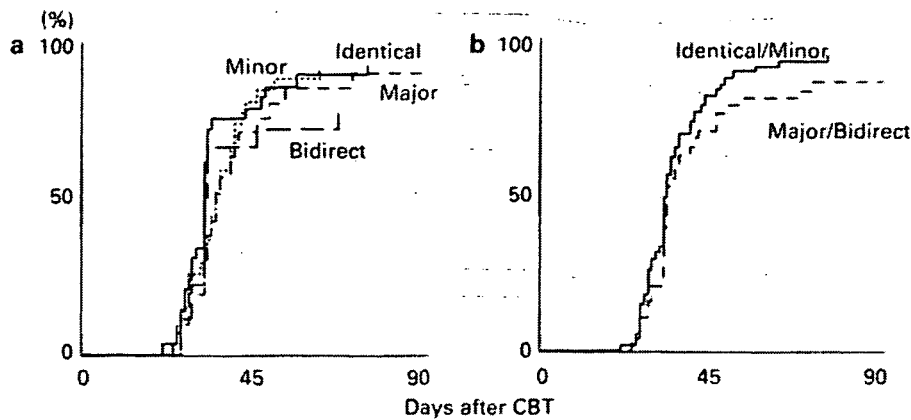 (%)
a
100
50
0
0
45
90
Minor
Identical
Major
Bidirect
b
100
50
0
0
45
90
Identical/Minor
Major/Bidirect
Days after CBT